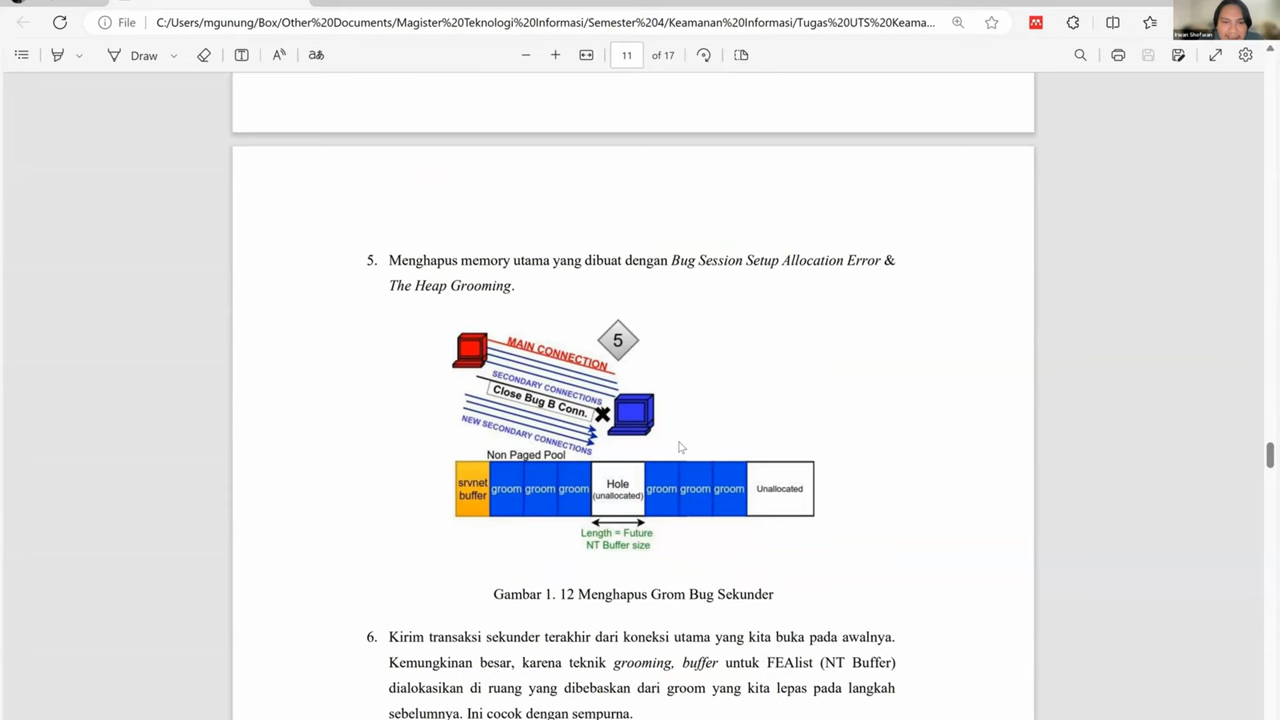 File
C:/Users/mgunung/Box/Other%20Documents/Magister%20Teknologi%20Informasi/Semester%204/Keamanan%20Informasi/Tugas%20UTS%20Keama...
Irwan Shofwan
Draw
11 of 17
5. Menghapus memory utama yang dibuat dengan Bug Session Setup Allocation Error &
The Heap Grooming.
5
MAIN CONNECTION
SECONDARY CONNECTIONS
Close Bug B Conn.
NEW SECONDARY CONNECTIONS
Non Paged Pool
srvnet
buffer
groom groom groom
Hole
(unallocated)
groom groom groom
Unallocated
Length = Future
NT Buffer size
Gambar 1. 12 Menghapus Grom Bug Sekunder
6. Kirim transaksi sekunder terakhir dari koneksi utama yang kita buka pada awalnya.
Kemungkinan besar, karena teknik grooming, buffer untuk FEAlist (NT Buffer)
dialokasikan di ruang yang dibebaskan dari groom yang kita lepas pada langkah
sebelumnya. Ini cocok dengan sempurna.